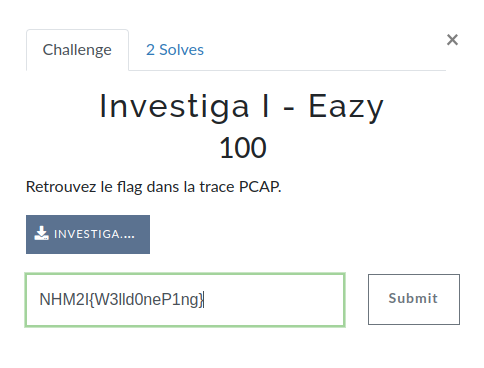 Challenge
2 Solves
×
Investiga I - Eazy
100
Retrouvez le flag dans la trace PCAP.
INVESTIGA....
NHM2I{W3lld0neP1ng}
Submit